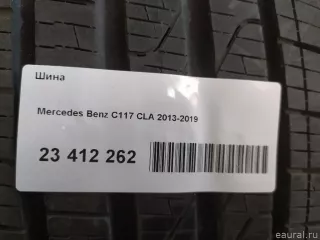 Шина
Mercedes Benz C117 CLA 2013-2019
23 412 262
eaural.ru